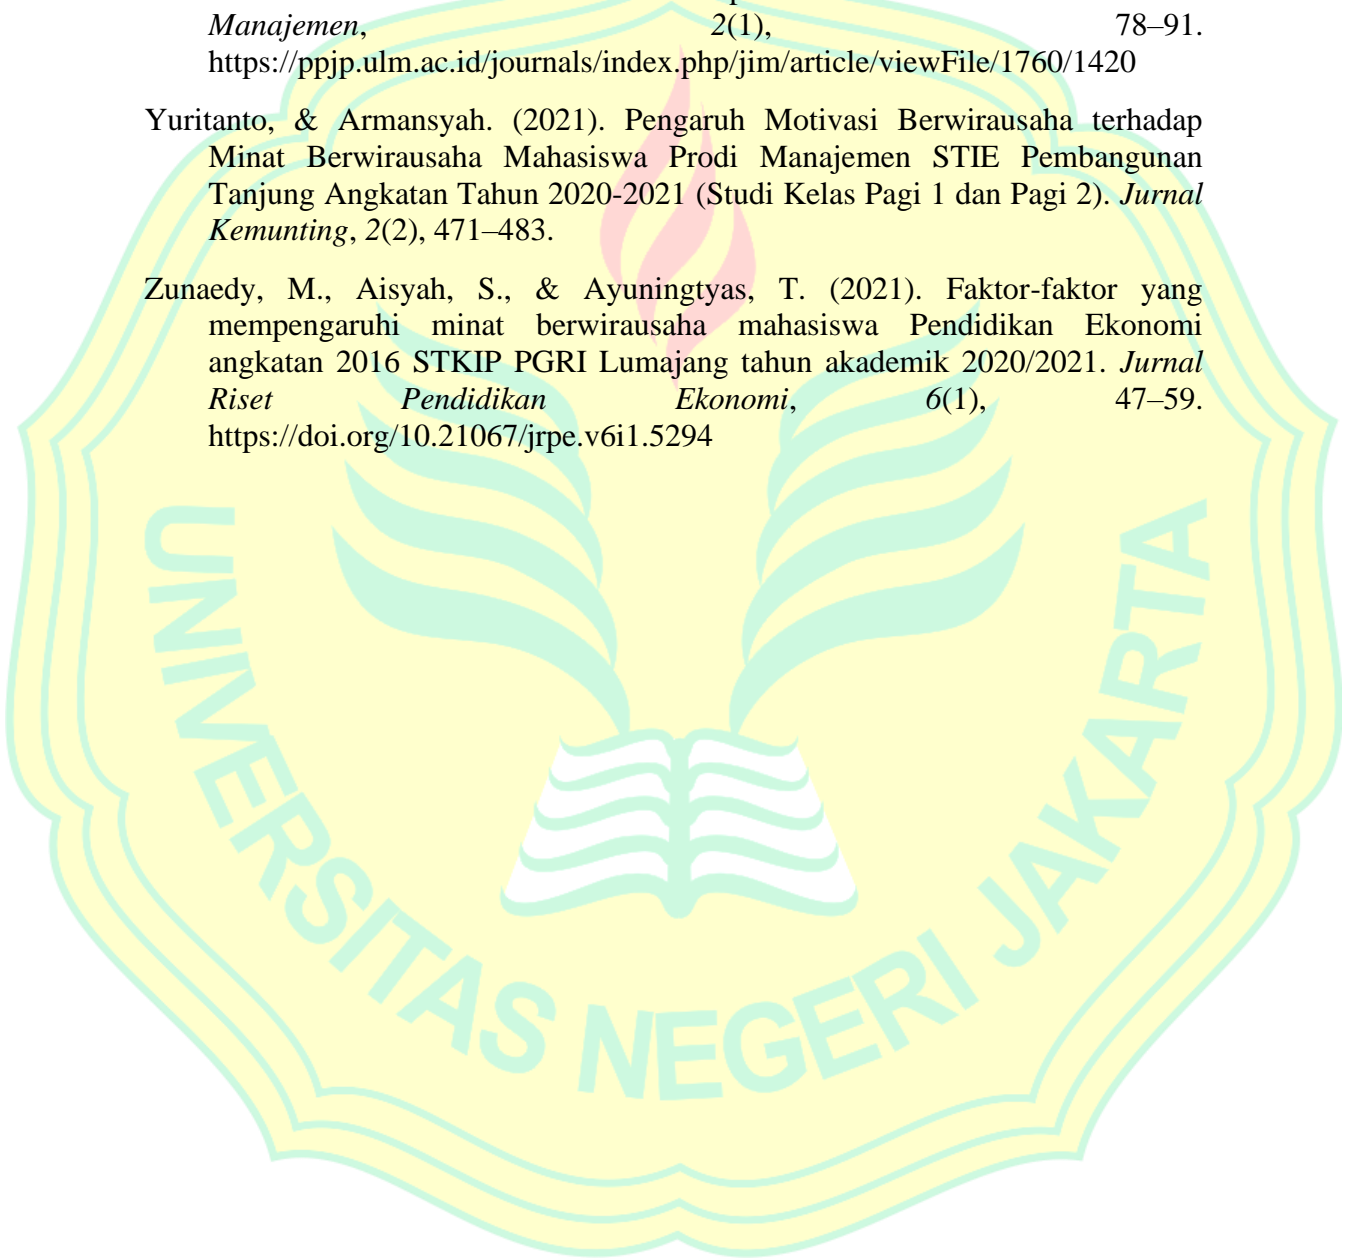 Manajemen, 2(1), 78–91.
https://ppjp.ulm.ac.id/journals/index.php/jim/article/viewFile/1760/1420
Yuritanto, & Armansyah. (2021). Pengaruh Motivasi Berwirausaha terhadap
Minat Berwirausaha Mahasiswa Prodi Manajemen STIE Pembangunan
Tanjung Angkatan Tahun 2020-2021 (Studi Kelas Pagi 1 dan Pagi 2). Jurnal
Kemunting, 2(2), 471–483.
Zunaedy, M., Aisyah, S., & Ayuningtyas, T. (2021). Faktor-faktor yang
mempengaruhi minat berwirausaha mahasiswa Pendidikan Ekonomi
angkatan 2016 STKIP PGRI Lumajang tahun akademik 2020/2021. Jurnal
Riset Pendidikan Ekonomi, 6(1), 47–59.
https://doi.org/10.21067/jrpe.v6i1.5294
UNIVERSITAS NEGERI JAKARTA